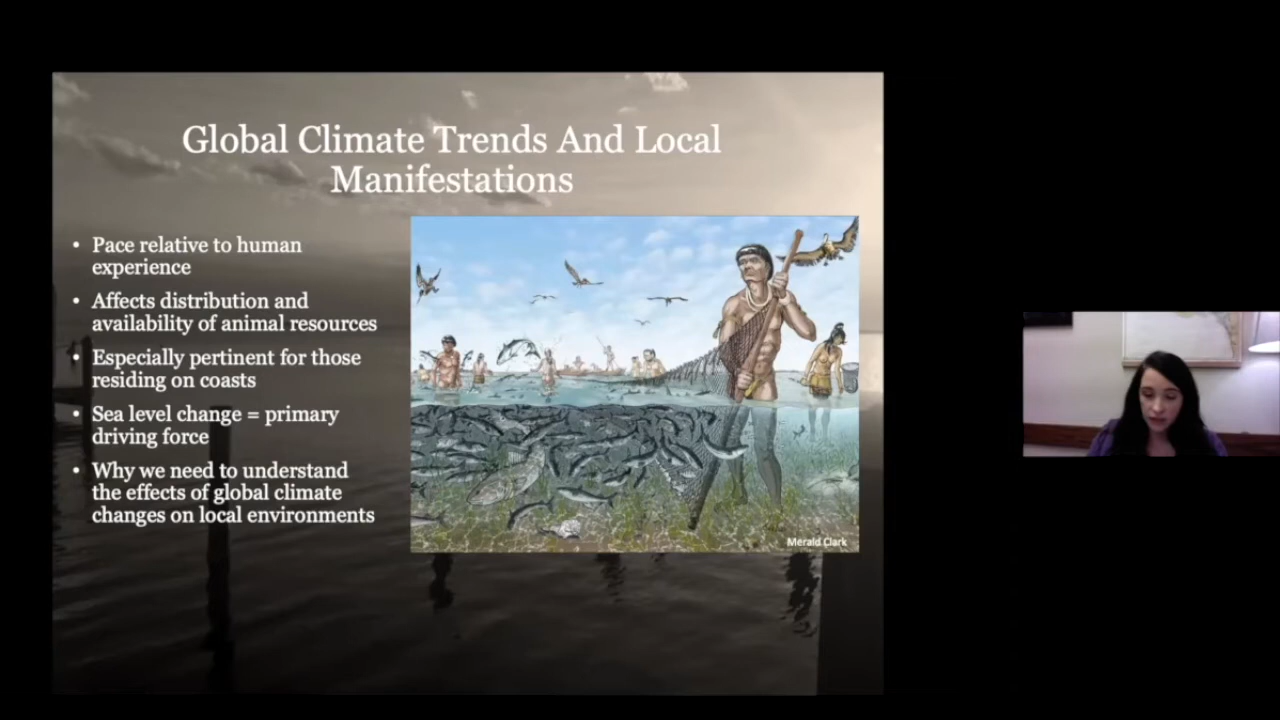 Global Climate Trends And Local
Manifestations
• Pace relative to human
experience
• Affects distribution and
availability of animal resources
• Especially pertinent for those
residing on coasts
• Sea level change = primary
driving force
• Why we need to understand
the effects of global climate
changes on local environments
Merald Clark